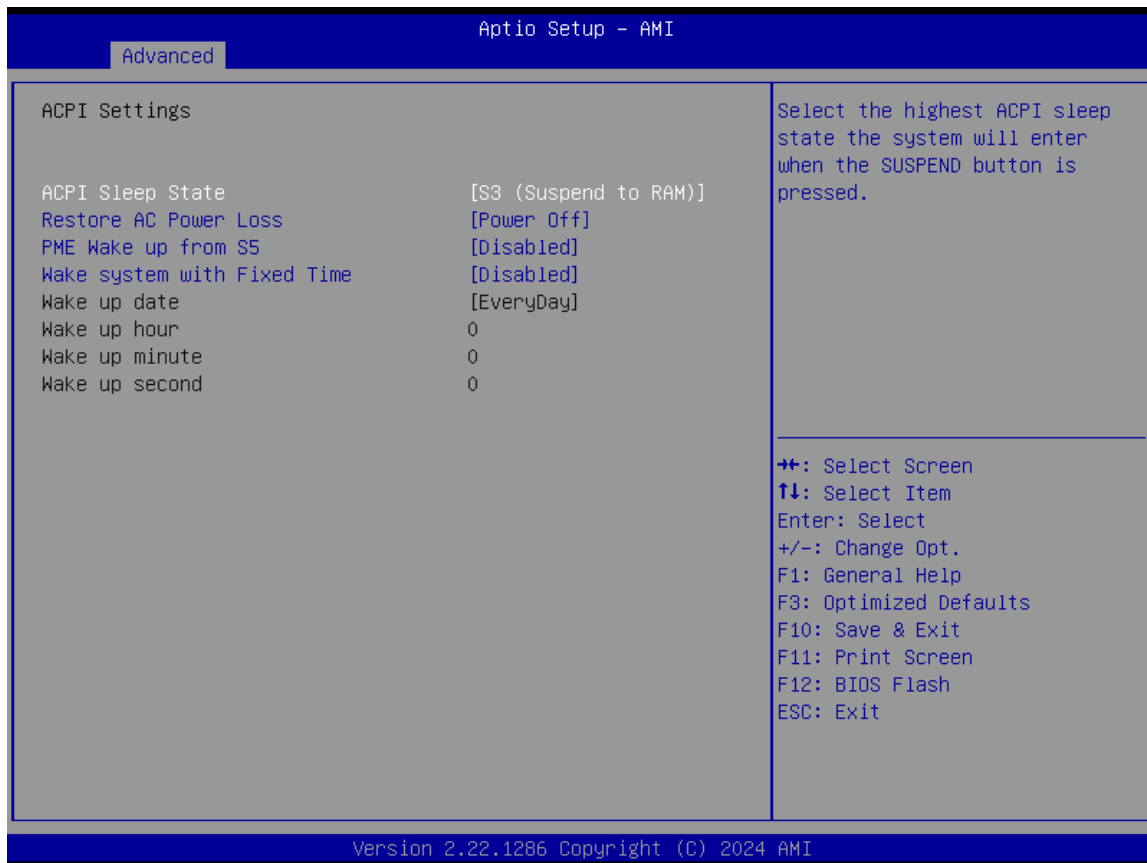 Aptio Setup - AMI
Advanced
ACPI Settings
ACPI Sleep State [S3 (Suspend to RAM)]
Restore AC Power Loss [Power Off]
PME Wake up from S5 [Disabled]
Wake system with Fixed Time [Disabled]
Wake up date [EveryDay]
Wake up hour 0
Wake up minute 0
Wake up second 0
Select the highest ACPI sleep
state the system will enter
when the SUSPEND button is
pressed.
→←: Select Screen
↑↓: Select Item
Enter: Select
+/-: Change Opt.
F1: General Help
F3: Optimized Defaults
F10: Save & Exit
F11: Print Screen
F12: BIOS Flash
ESC: Exit
Version 2.22.1286 Copyright (C) 2024 AMI